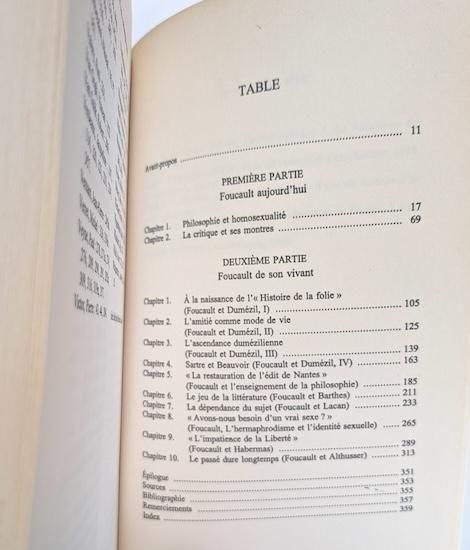 TABLE
Avant-propos 11
PREMIÈRE PARTIE
Foucault aujourd'hui
Chapitre 1. Philosophie et homosexualité 17
Chapitre 2. La critique et ses montres 69
DEUXIÈME PARTIE
Foucault de son vivant
Chapitre 1. À la naissance de l'« Histoire de la folie »
(Foucault et Dumézil, I) 105
Chapitre 2. L'amitié comme mode de vie
(Foucault et Dumézil, II) 125
Chapitre 3. L'ascendance dumézilienne
(Foucault et Dumézil, III) 139
Chapitre 4. Sartre et Beauvoir (Foucault et Dumézil, IV) 163
Chapitre 5. « La restauration de l'édit de Nantes »
(Foucault et l'enseignement de la philosophie) 185
Chapitre 6. Le jeu de la littérature (Foucault et Barthes) 211
Chapitre 7. La dépendance du sujet (Foucault et Lacan) 233
Chapitre 8. « Avons-nous besoin d'un vrai sexe ? »
(Foucault, L'hermaphrodisme et l'identité sexuelle) 265
Chapitre 9. « L'impatience de la Liberté »
(Foucault et Habermas) 289
Chapitre 10. Le passé dure longtemps (Foucault et Althusser) 313
Épilogue 351
Sources 353
Bibliographie 355
Remerciements 357
Index 359